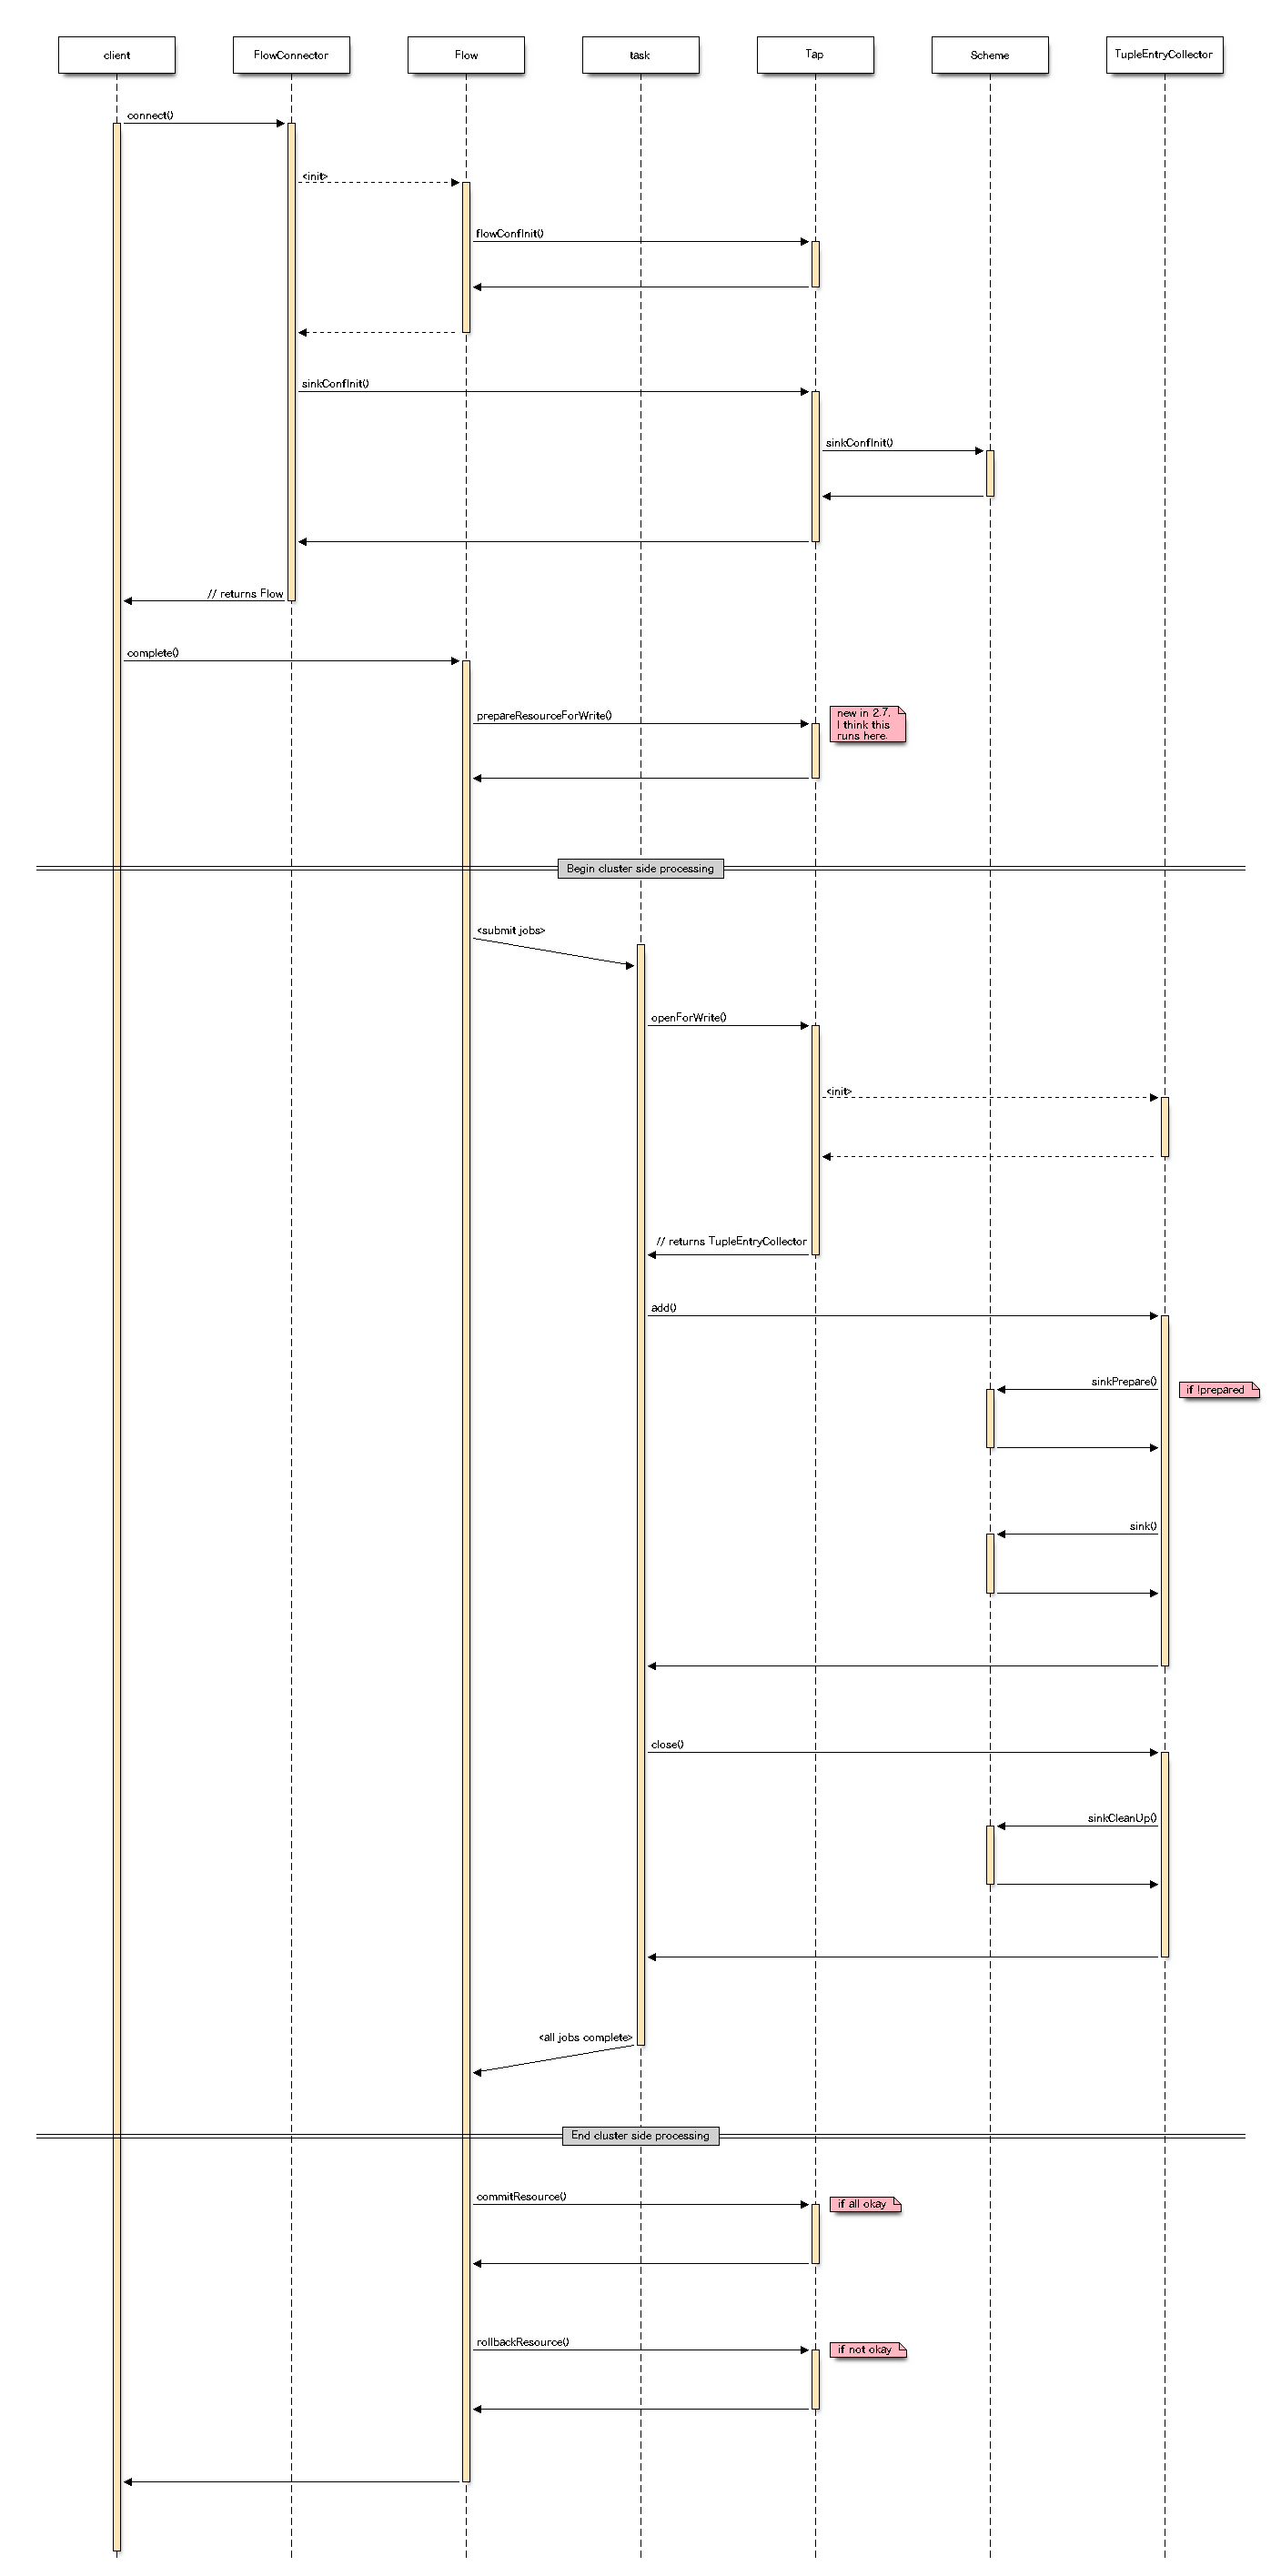 client
FlowConnector
Flow
task
Tap
Scheme
TupleEntryCollector
connect()
<init>
flowConfInit()
sinkConfInit()
sinkConfInit()
// returns Flow
complete()
prepareResourceForWrite()
new in 2.7,
I think this
runs here.
Begin cluster side processing
<submit jobs>
openForWrite()
<init>
// returns TupleEntryCollector
add()
sinkPrepare()
if !prepared
sink()
close()
sinkCleanUp()
<all jobs complete>
End cluster side processing
commitResource()
if all okay
rollbackResource()
if not okay